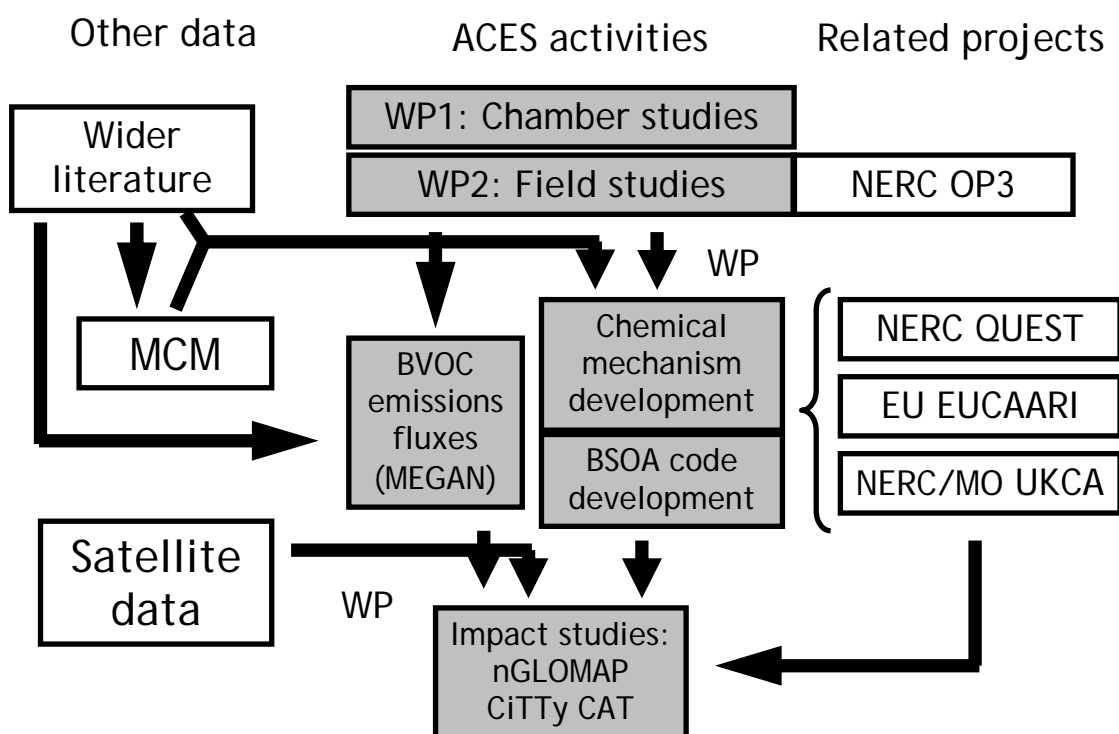 Other data
ACES activities
Related projects
Wider
literature
WP1: Chamber studies
WP2: Field studies
NERC OP3
WP
MCM
BVOC
emissions
fluxes
(MEGAN)
Chemical
mechanism
development
BSOA code
development
NERC QUEST
EU EUCAARI
NERC/MO UKCA
Satellite
data
WP
Impact studies:
nGLOMAP
CiTTy CAT